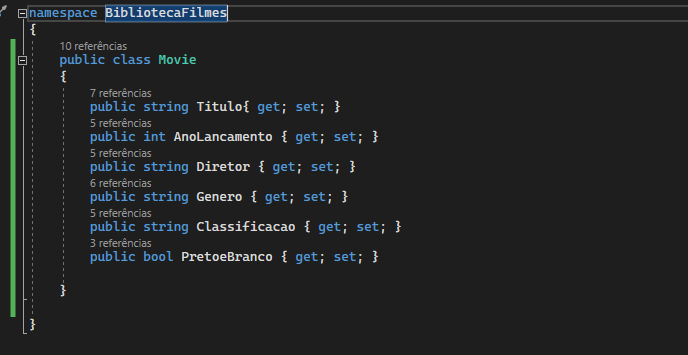 namespace BibliotecaFilmes
{
10 referências
public class Movie
{
7 referências
public string Titulo{ get; set; }
5 referências
public int AnoLancamento { get; set; }
5 referências
public string Diretor { get; set; }
6 referências
public string Genero { get; set; }
5 referências
public string Classificacao { get; set; }
3 referências
public bool PretoeBranco { get; set; }
}
}